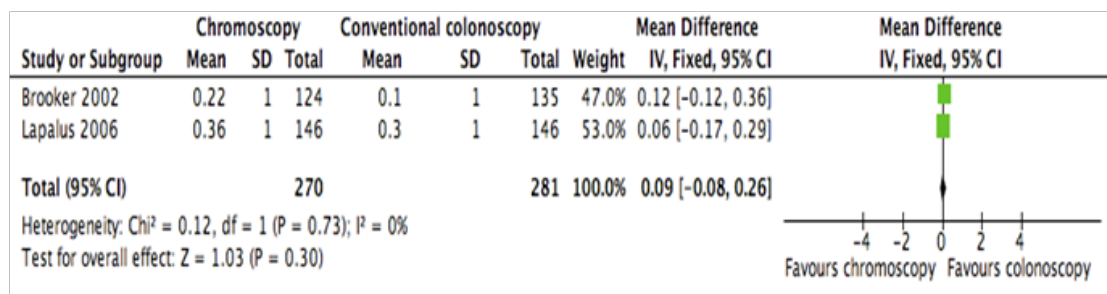 Chromoscopy Conventional colonoscopy Mean Difference Mean Difference
Study or Subgroup Mean SD Total Mean SD Total Weight IV, Fixed, 95% CI IV, Fixed, 95% CI
Brooker 2002 0.22 1 124 0.1 1 135 47.0% 0.12 [-0.12, 0.36]
Lapalus 2006 0.36 1 146 0.3 1 146 53.0% 0.06 [-0.17, 0.29]
Total (95% CI) 270 281 100.0% 0.09 [-0.08, 0.26]
Heterogeneity: Chi² = 0.12, df = 1 (P = 0.73); I² = 0%
Test for overall effect: Z = 1.03 (P = 0.30)
-4 -2 0 2 4
Favours chromoscopy Favours colonoscopy